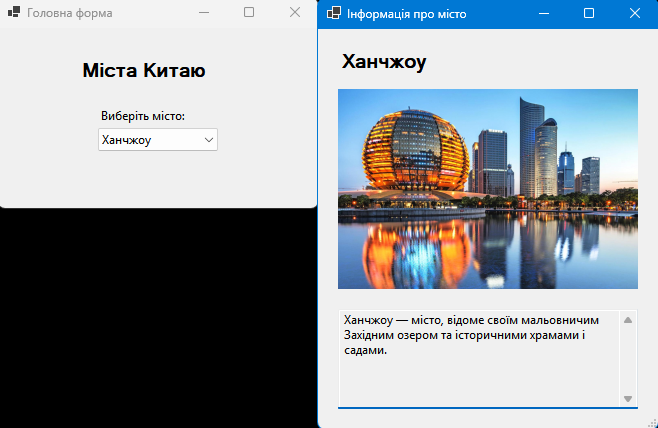 Головна форма
Міста Китаю
Виберіть місто:
Ханчжоу
Інформація про місто
Ханчжоу
Ханчжоу — місто, відоме своїм мальовничим
Західним озером та історичними храмами і
садами.